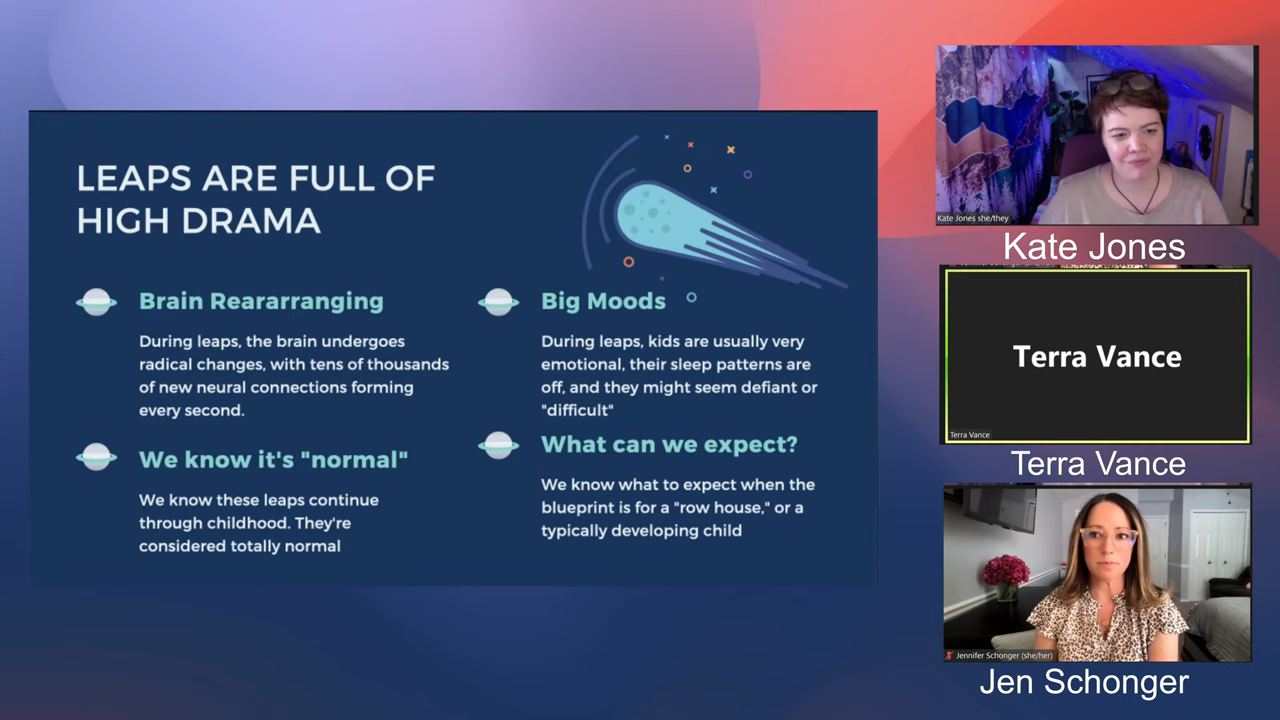 LEAPS ARE FULL OF
HIGH DRAMA
Brain Reararranging
During leaps, the brain undergoes
radical changes, with tens of thousands
of new neural connections forming
every second.
We know it's "normal"
We know these leaps continue
through childhood. They're
considered totally normal
Big Moods
During leaps, kids are usually very
emotional, their sleep patterns are
off, and they might seem defiant or
"difficult"
What can we expect?
We know what to expect when the
blueprint is for a "row house," or a
typically developing child
Kate Jones she/they
Kate Jones
Terra Vance
Terra Vance
Terra Vance
Jennifer Schonger (she/her)
Jen Schonger